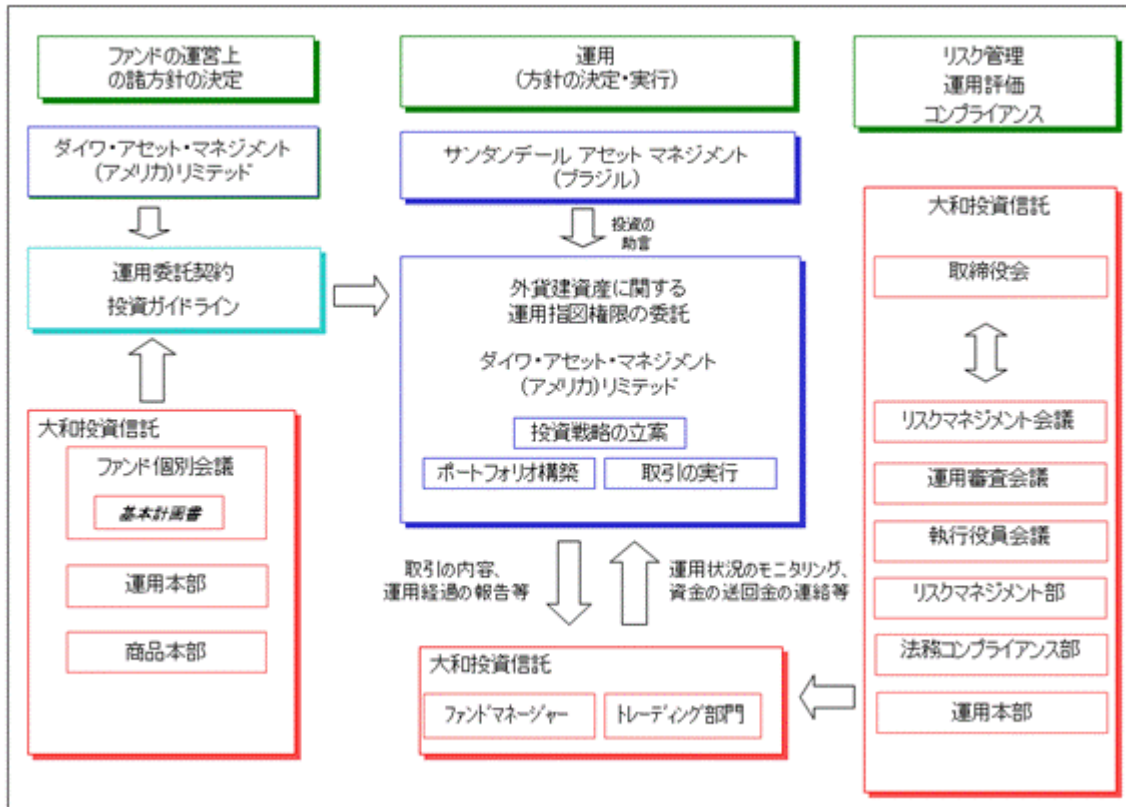 ファンドの運営上
の諸方針の決定
ダイワ・アセット・マネジメント
(アメリカ)リミテッド
運用委託契約
投資ガイドライン
大和投資信託
ファンド個別会議
基本計画書
運用本部
商品本部
運用
(方針の決定・実行)
サンタンデール アセット マネジメント
(ブラジル)
投資の
助言
外貨建資産に関する
運用指図権限の委託
ダイワ・アセット・マネジメント
(アメリカ)リミテッド
投資戦略の立案
ポートフォリオ構築
取引の実行
取引の内容、
運用経過の報告等
運用状況のモニタリング、
資金の送回金の連絡等
大和投資信託
ファンドマネージャー
トレーディング部門
リスク管理
運用評価
コンプライアンス
大和投資信託
取締役会
リスクマネジメント会議
運用審査会議
執行役員会議
リスクマネジメント部
法務コンプライアンス部
運用本部